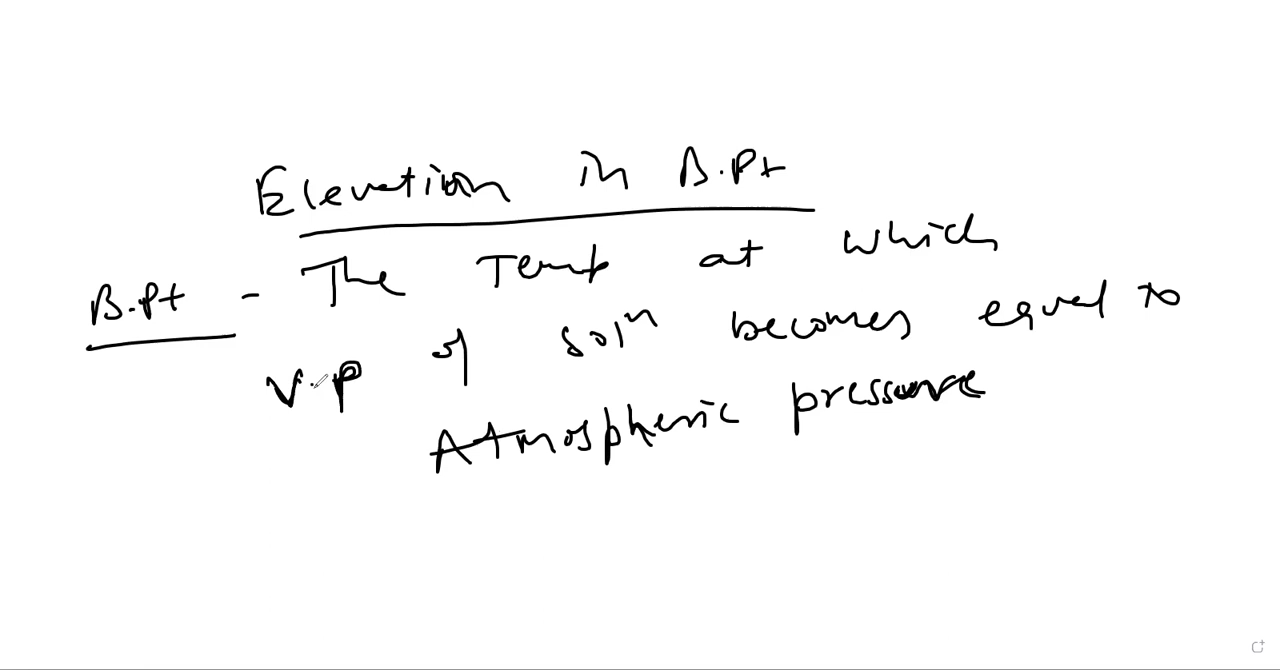 Elevation in B.Pt
B.Pt - The Temp at which
V.P of solⁿ becomes equal to
Atmospheric pressure